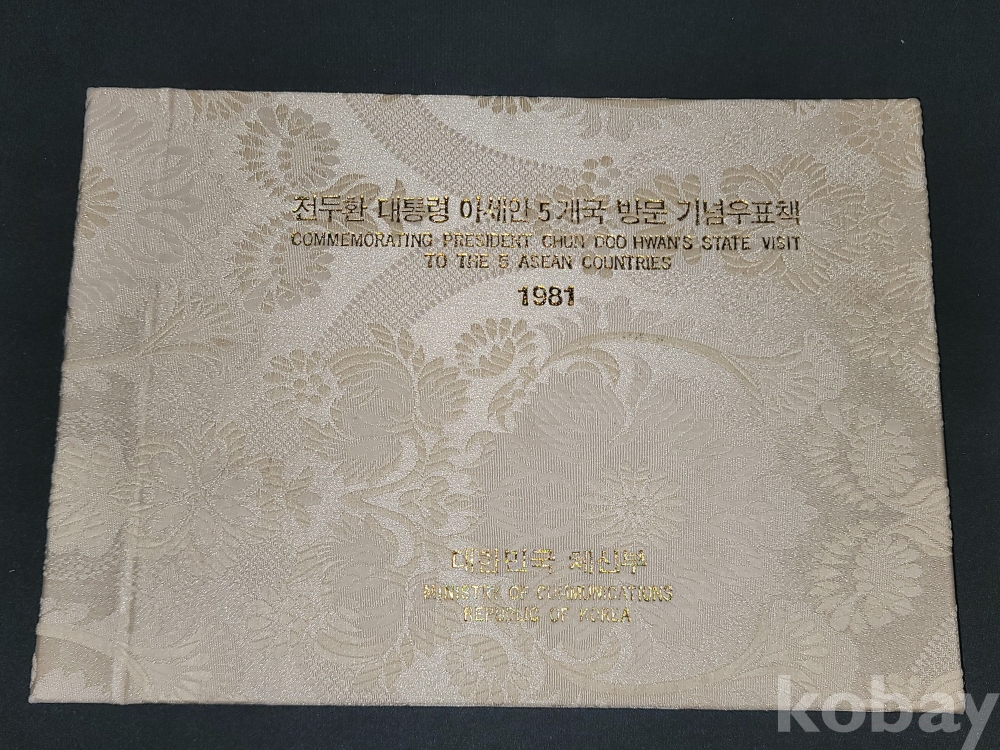 전두환 대통령 아세안 5개국 방문 기념우표책
COMMEMORATING PRESIDENT CHUN DOO HWAN'S STATE VISIT
TO THE 5 ASEAN COUNTRIES
1981
대한민국 체신부
MINISTRY OF COMMUNICATIONS
REPUBLIC OF KOREA
kobay